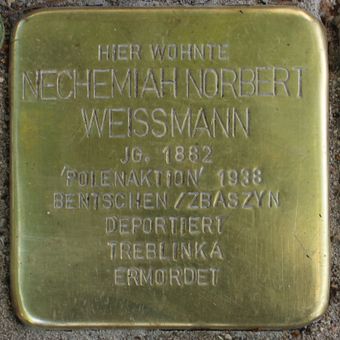 HIER WOHNTE
NECHEMIAH NORBERT
WEISSMANN
JG. 1882
'POLENAKTION' 1938
BENTSCHEN/ZBASZYN
DEPORTIERT
TREBLINKA
ERMORDET